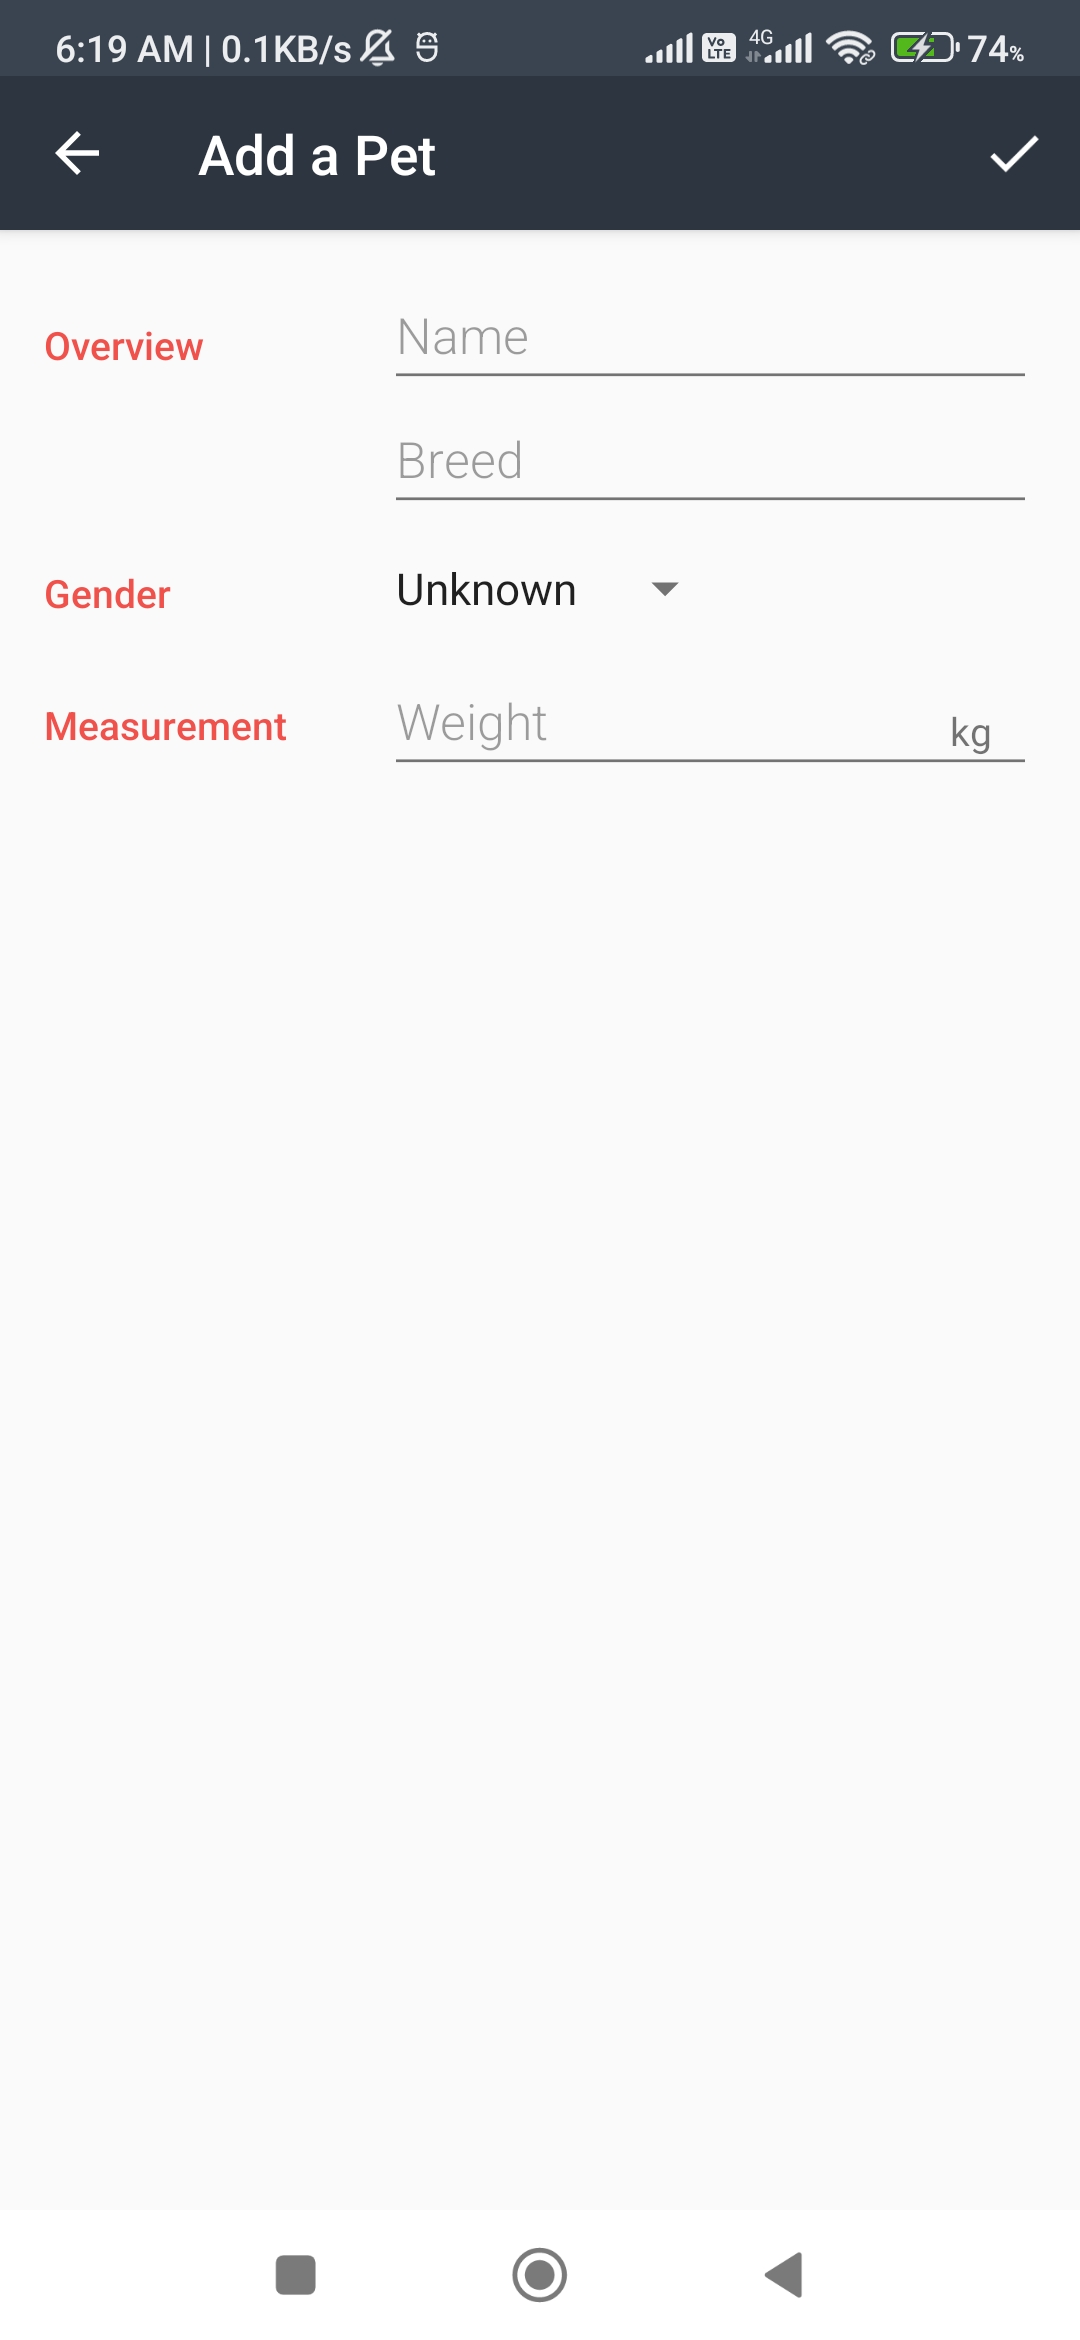 6:19 AM | 0.1KB/s Vo LTE 4G 74%
Add a Pet
Overview Name
Breed
Gender Unknown
Measurement Weight kg